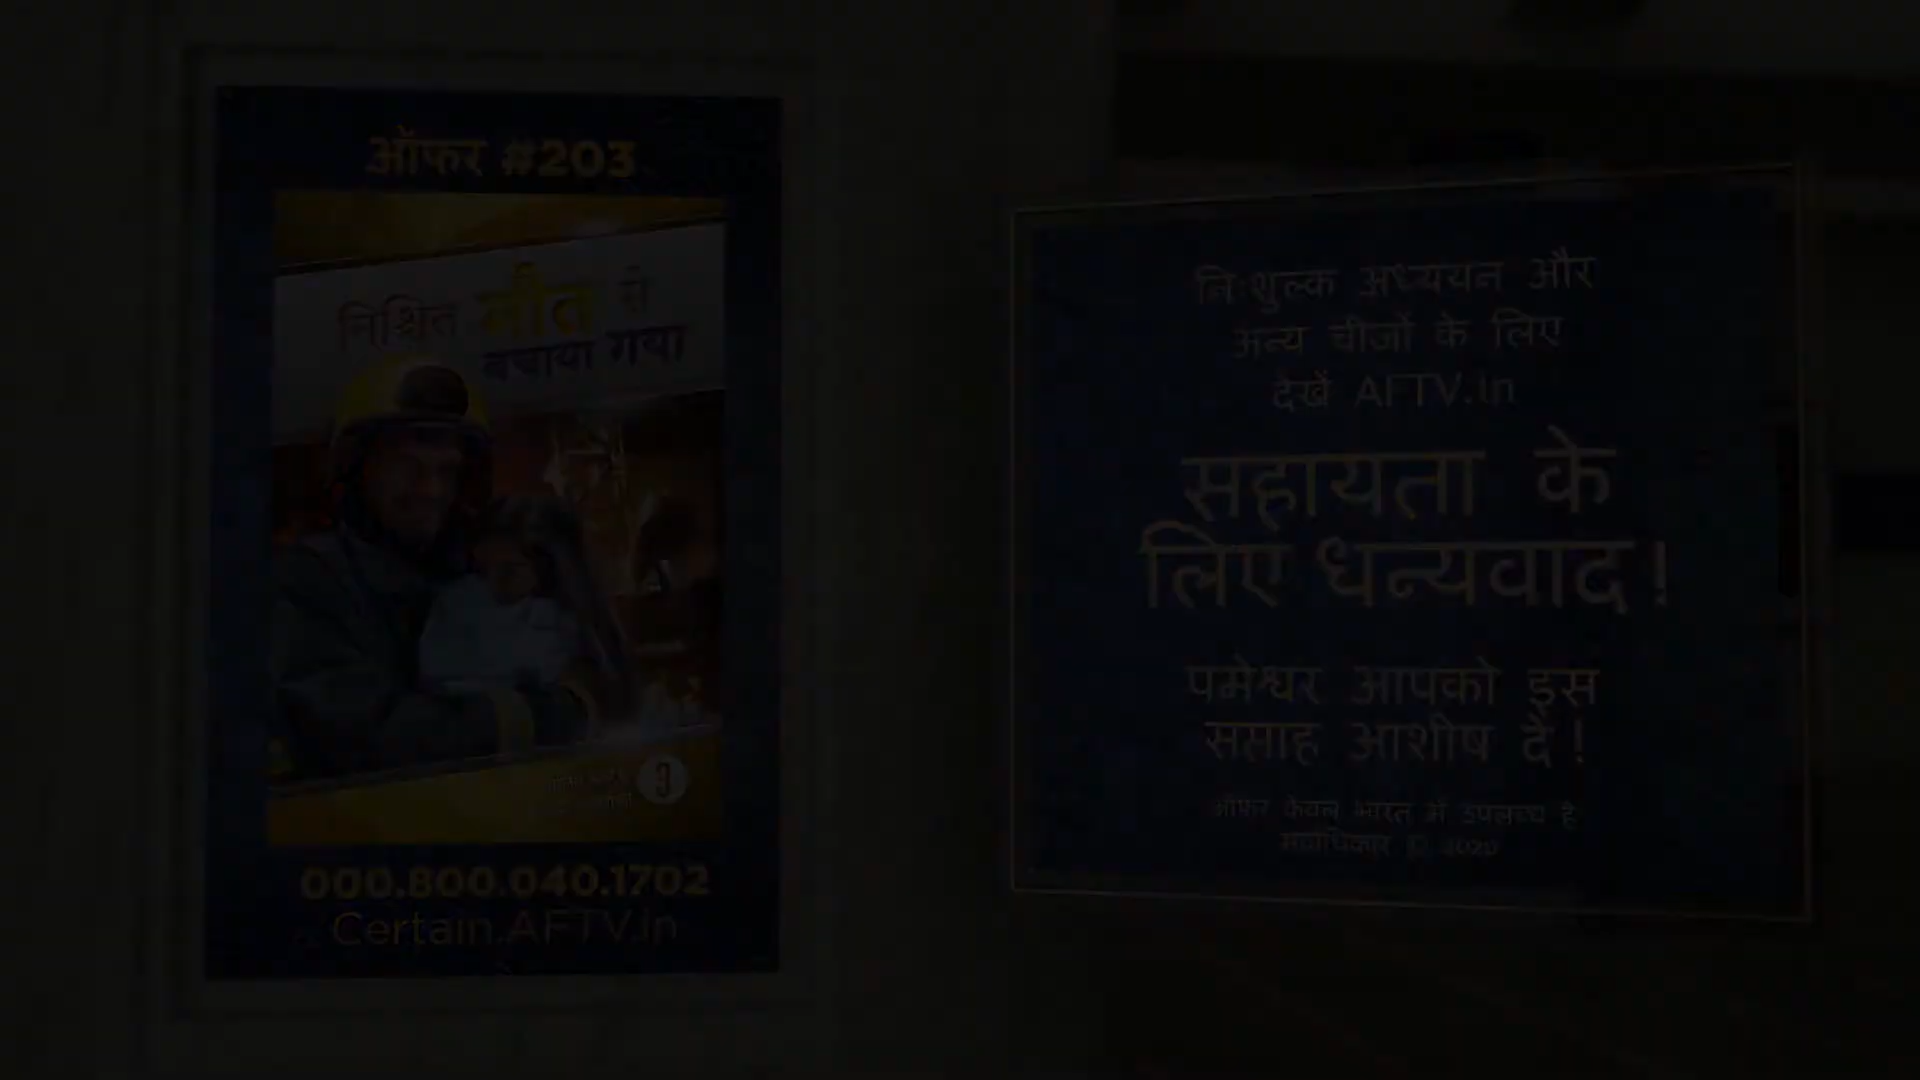 ऑफर #203
निश्चित मौत से
बचाया गया
000.800.040.1702
Certain.AFTV.in
नि:शुल्क अध्ययन और
अन्य चीजों के लिए
देखें AFTV.in
सहायता के
लिए धन्यवाद!
पमेश्वर आपको इस
सप्ताह आशीष दें!
ऑफर केवल भारत में उपलब्ध है
सर्वाधिकार © 2020